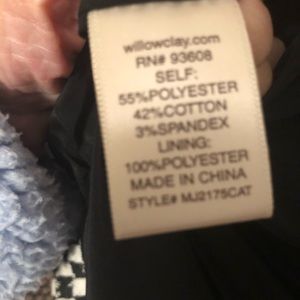 willowclay.com
RN# 93608
SELF:
55%POLYESTER
42%COTTON
3%SPANDEX
LINING:
100%POLYESTER
MADE IN CHINA
STYLE# MJ2175CAT